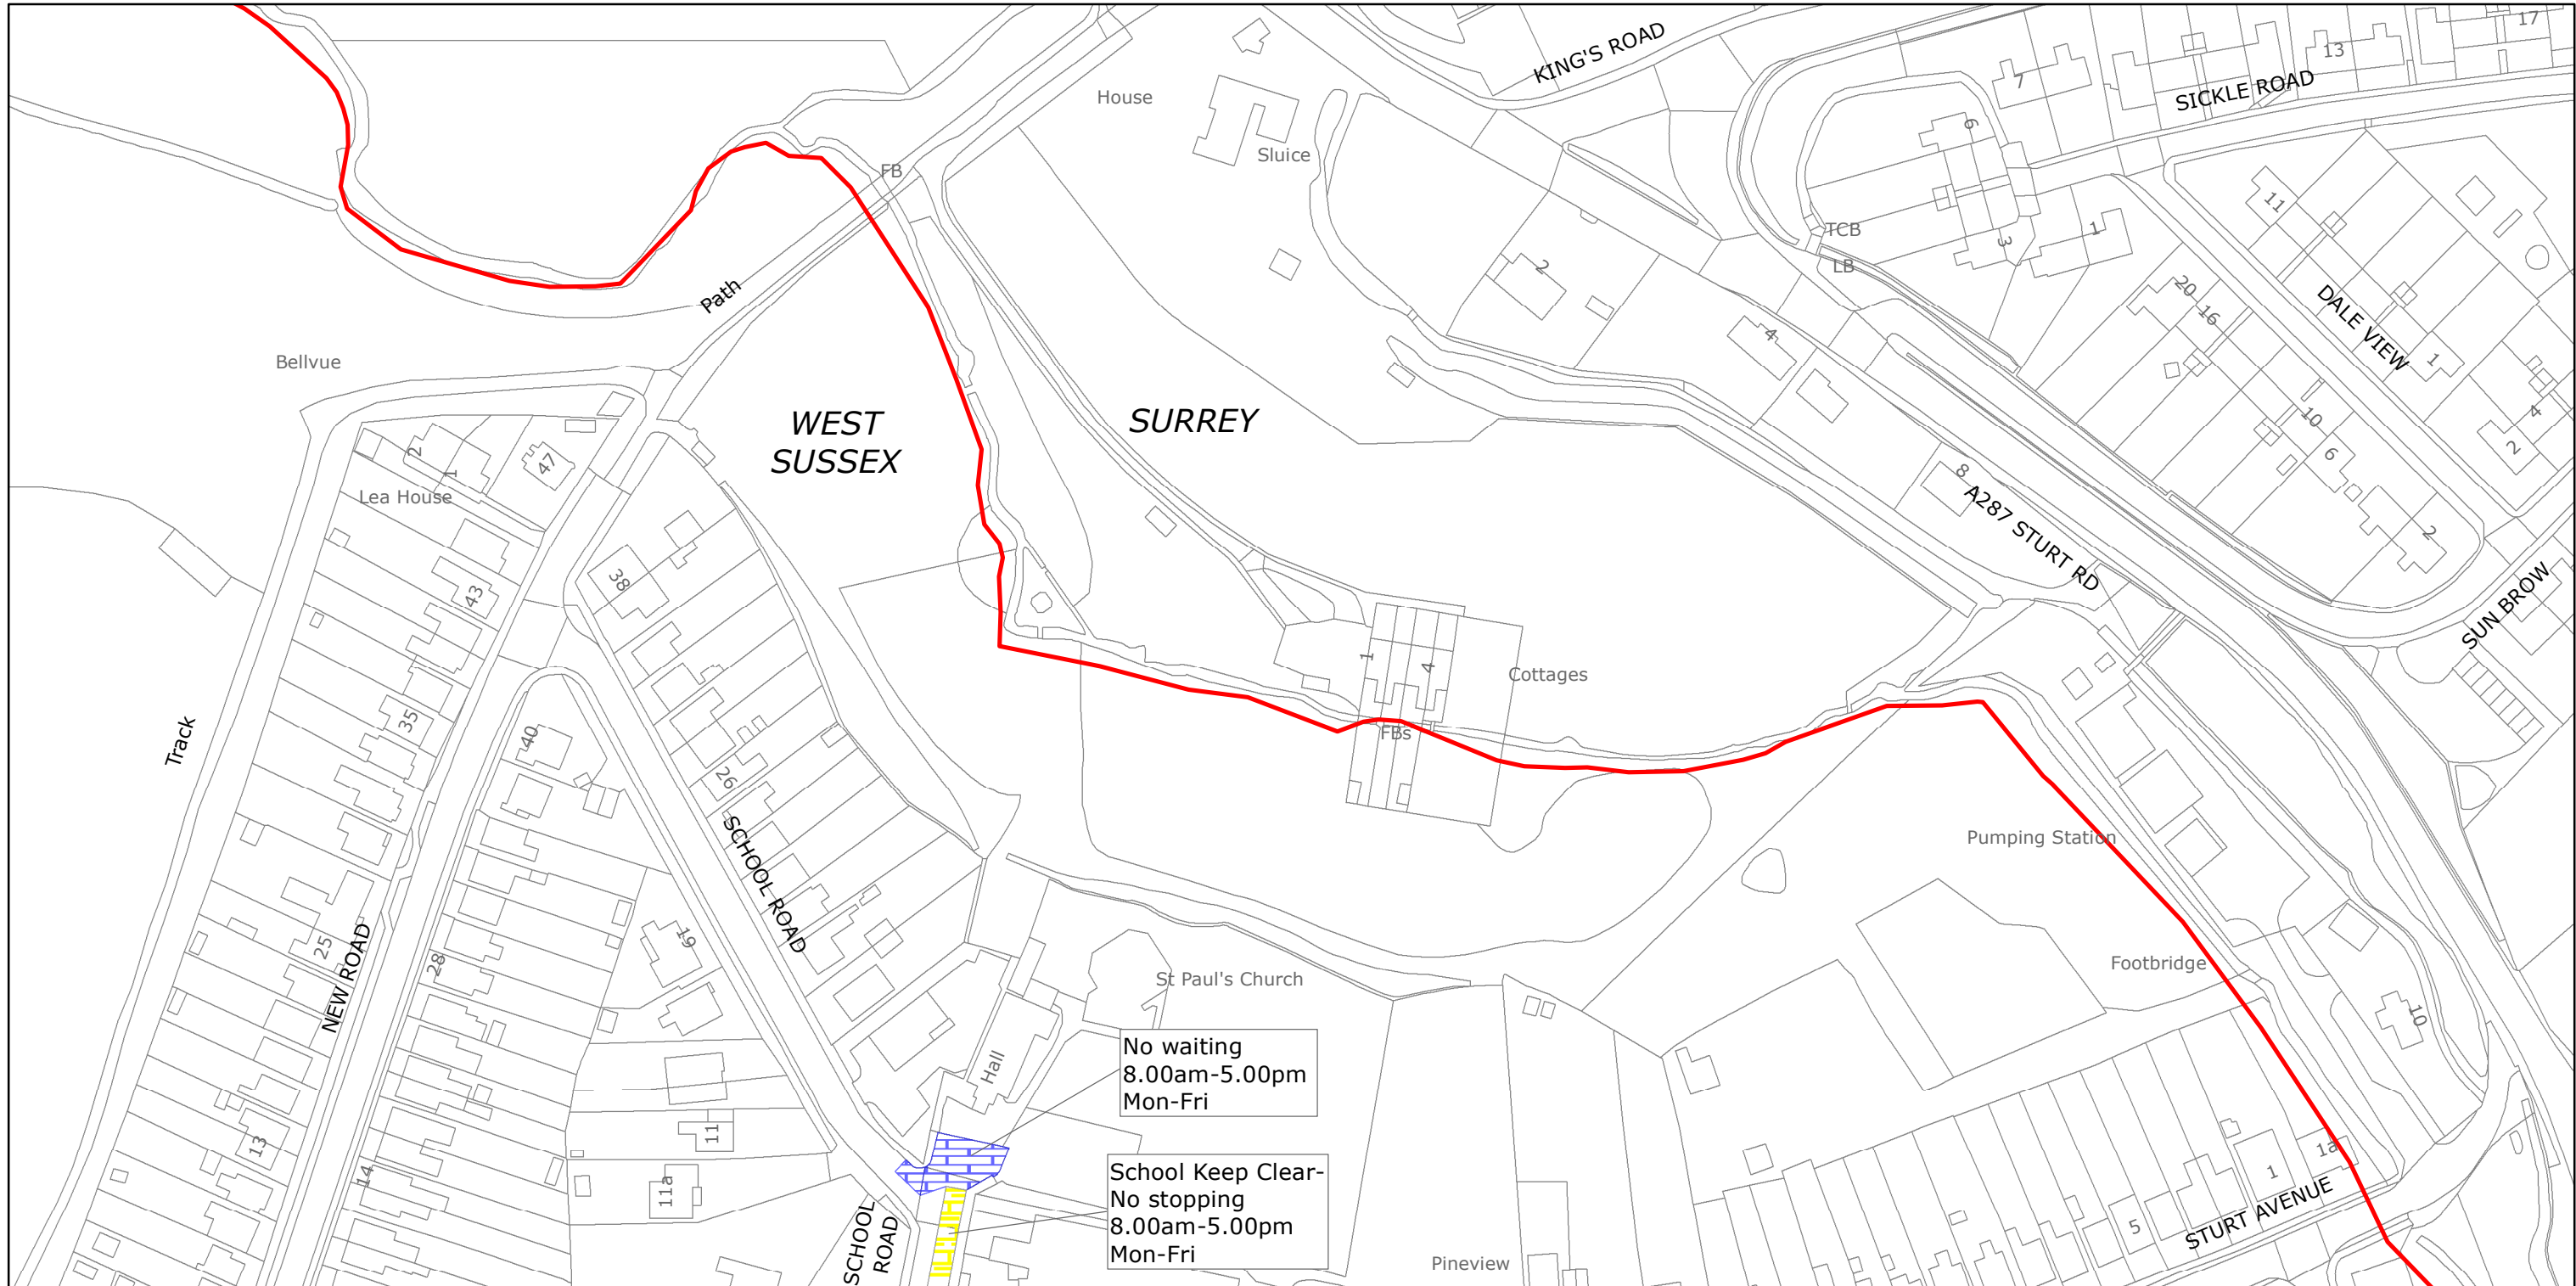 KING'S ROAD
17
13
SICKLE ROAD
7
House
Sluice
6
FB
11
TCB
3
1
LB
2
20
16
Path
DALE VIEW
4
1
Bellvue
WEST
SUSSEX
SURREY
10
4
6
2
2
1
47
Lea House
8
A287 STURT RD
2
38
43
SUN BROW
1
4
Cottages
35
Track
40
FBs
26
SCHOOL ROAD
Pumping Station
25
NEW ROAD
19
28
St Paul's Church
Footbridge
10
Hall
No waiting
8.00am-5.00pm
Mon-Fri
13
11
14
11a
1a
1
School Keep Clear-
No stopping
8.00am-5.00pm
Mon-Fri
SCHOOL
ROAD
5
STURT AVENUE
Pineview